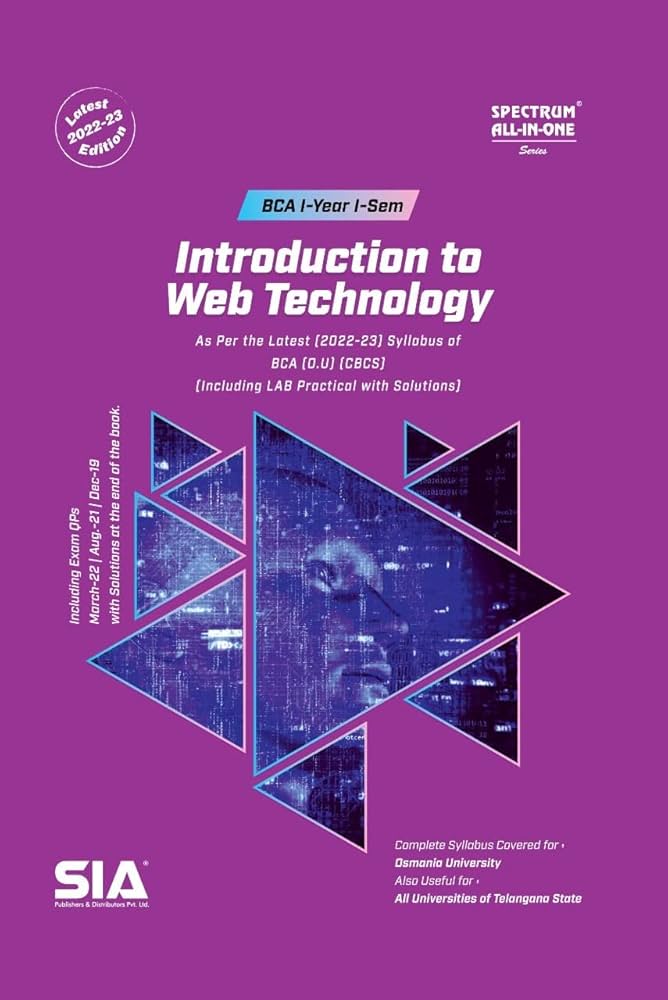 Latest
2022-23
Edition
SPECTRUM®
ALL-IN-ONE
Series
BCA I-Year I-Sem
Introduction to
Web Technology
As Per the Latest (2022-23) Syllabus of
BCA (O.U) (CBCS)
(Including LAB Practical with Solutions)
Including Exam QPs
March-22 | Aug.-21 | Dec-19
with Solutions at the end of the book.
SIA®
Publishers & Distributors Pvt. Ltd.
Complete Syllabus Covered for :
Osmania University
Also Useful for :
All Universities of Telangana State